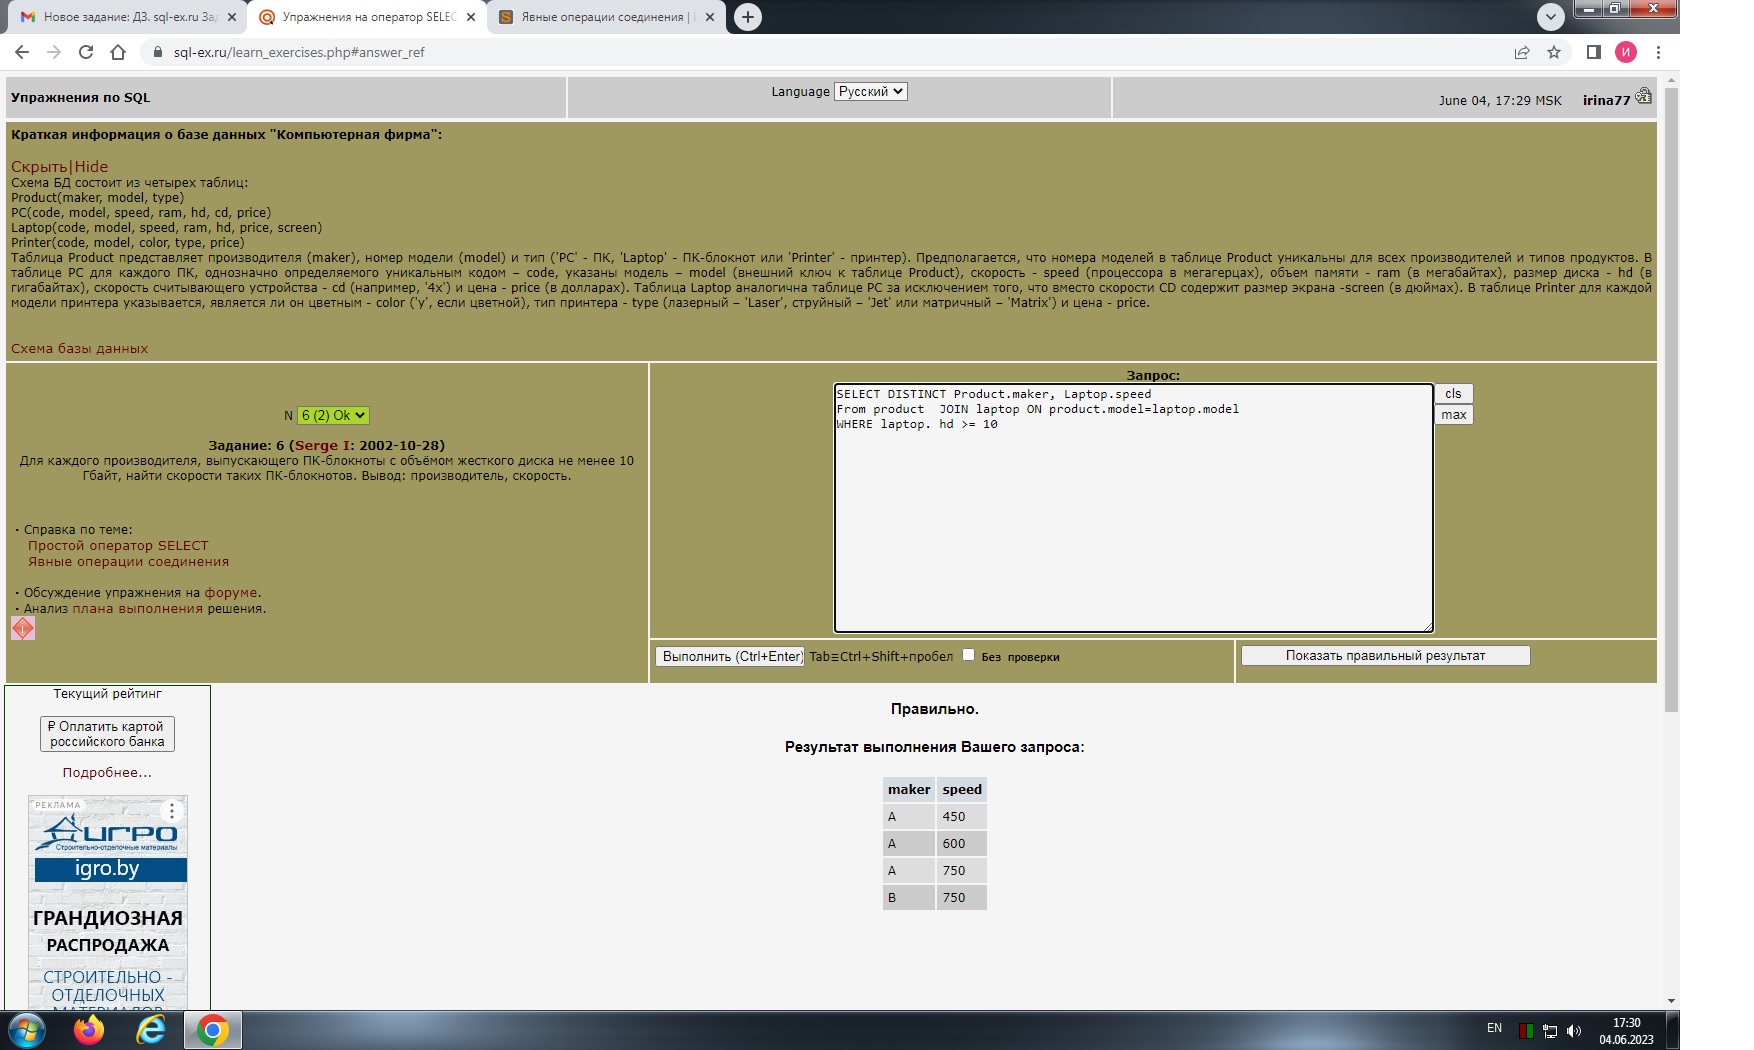 Новое задание: ДЗ. sql-ex.ru Зад
Упражнения на оператор SELEC
Явные операции соединения |
sql-ex.ru/learn_exercises.php#answer_ref
И
Упражнения по SQL
Language Русский
June 04, 17:29 MSK irina77
Краткая информация о базе данных "Компьютерная фирма":
Скрыть|Hide
Схема БД состоит из четырех таблиц:
Product(maker, model, type)
PC(code, model, speed, ram, hd, cd, price)
Laptop(code, model, speed, ram, hd, price, screen)
Printer(code, model, color, type, price)
Таблица Product представляет производителя (maker), номер модели (model) и тип ('PC' - ПК, 'Laptop' - ПК-блокнот или 'Printer' - принтер). Предполагается, что номера моделей в таблице Product уникальны для всех производителей и типов продуктов. В
таблице PC для каждого ПК, однозначно определяемого уникальным кодом – code, указаны модель – model (внешний ключ к таблице Product), скорость - speed (процессора в мегагерцах), объем памяти - ram (в мегабайтах), размер диска - hd (в
гигабайтах), скорость считывающего устройства - cd (например, '4x') и цена - price (в долларах). Таблица Laptop аналогична таблице PC за исключением того, что вместо скорости CD содержит размер экрана -screen (в дюймах). В таблице Printer для каждой
модели принтера указывается, является ли он цветным - color ('y', если цветной), тип принтера - type (лазерный – 'Laser', струйный – 'Jet' или матричный – 'Matrix') и цена - price.
Схема базы данных
N 6 (2) Ok
Задание: 6 (Serge I: 2002-10-28)
Для каждого производителя, выпускающего ПК-блокноты c объёмом жесткого диска не менее 10
Гбайт, найти скорости таких ПК-блокнотов. Вывод: производитель, скорость.
· Справка по теме:
Простой оператор SELECT
Явные операции соединения
· Обсуждение упражнения на форуме.
· Анализ плана выполнения решения.
Запрос:
SELECT DISTINCT Product.maker, Laptop.speed
From product  JOIN laptop ON product.model=laptop.model
WHERE laptop. hd >= 10
cls
max
Выполнить (Ctrl+Enter) Tab≡Ctrl+Shift+пробел Без проверки
Показать правильный результат
Текущий рейтинг
₽ Оплатить картой
российского банка
Подробнее...
РЕКЛАМА
ИГРО
Строительно-отделочные материалы
igro.by
ГРАНДИОЗНАЯ
РАСПРОДАЖА
СТРОИТЕЛЬНО -
ОТДЕЛОЧНЫХ
МАТЕРИАЛОВ
Правильно.
Результат выполнения Вашего запроса:
maker speed
A 450
A 600
A 750
B 750
EN
17:30
04.06.2023